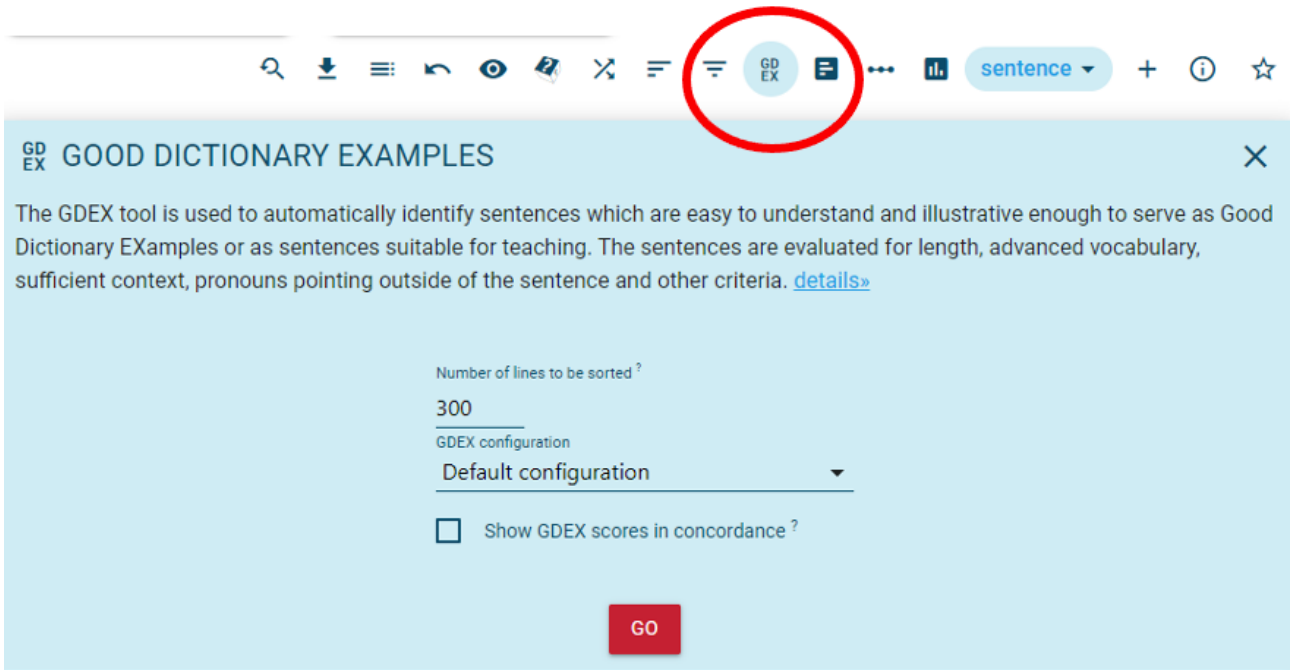 GD
EX
sentence
GD
EX GOOD DICTIONARY EXAMPLES
The GDEX tool is used to automatically identify sentences which are easy to understand and illustrative enough to serve as Good
Dictionary EXamples or as sentences suitable for teaching. The sentences are evaluated for length, advanced vocabulary,
sufficient context, pronouns pointing outside of the sentence and other criteria. details»
Number of lines to be sorted ?
300
GDEX configuration
Default configuration
Show GDEX scores in concordance ?
GO